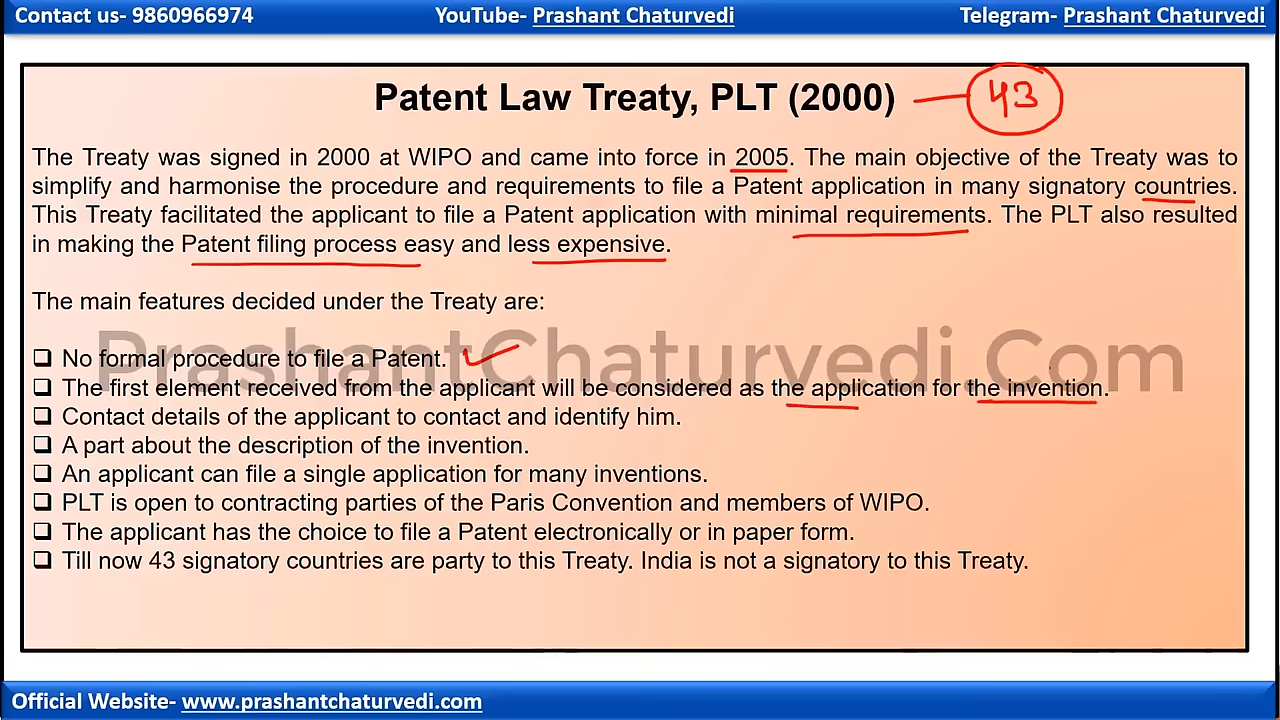 Contact us- 9860966974 YouTube- Prashant Chaturvedi Telegram- Prashant Chaturvedi
Patent Law Treaty, PLT (2000) 43
The Treaty was signed in 2000 at WIPO and came into force in 2005. The main objective of the Treaty was to
simplify and harmonise the procedure and requirements to file a Patent application in many signatory countries.
This Treaty facilitated the applicant to file a Patent application with minimal requirements. The PLT also resulted
in making the Patent filing process easy and less expensive.
The main features decided under the Treaty are:
PrashantChaturvedi Com
❑ No formal procedure to file a Patent.
❑ The first element received from the applicant will be considered as the application for the invention.
❑ Contact details of the applicant to contact and identify him.
❑ A part about the description of the invention.
❑ An applicant can file a single application for many inventions.
❑ PLT is open to contracting parties of the Paris Convention and members of WIPO.
❑ The applicant has the choice to file a Patent electronically or in paper form.
❑ Till now 43 signatory countries are party to this Treaty. India is not a signatory to this Treaty.
Official Website- www.prashantchaturvedi.com